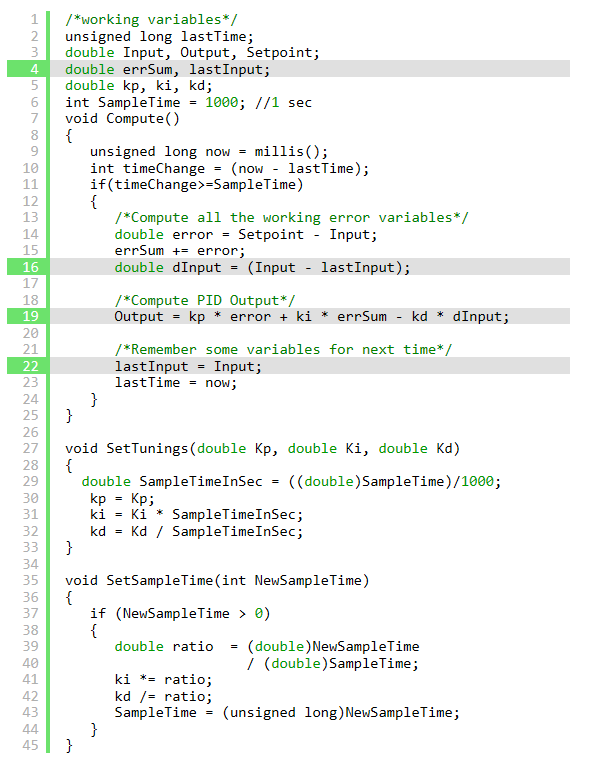 1 /*working variables*/
2 unsigned long lastTime;
3 double Input, Output, Setpoint;
4 double errSum, lastInput;
5 double kp, ki, kd;
6 int SampleTime = 1000; //1 sec
7 void Compute()
8 {
9    unsigned long now = millis();
10    int timeChange = (now - lastTime);
11    if(timeChange>=SampleTime)
12    {
13       /*Compute all the working error variables*/
14       double error = Setpoint - Input;
15       errSum += error;
16       double dInput = (Input - lastInput);
17
18       /*Compute PID Output*/
19       Output = kp * error + ki * errSum - kd * dInput;
20
21       /*Remember some variables for next time*/
22       lastInput = Input;
23       lastTime = now;
24    }
25 }
26
27 void SetTunings(double Kp, double Ki, double Kd)
28 {
29   double SampleTimeInSec = ((double)SampleTime)/1000;
30    kp = Kp;
31    ki = Ki * SampleTimeInSec;
32    kd = Kd / SampleTimeInSec;
33 }
34
35 void SetSampleTime(int NewSampleTime)
36 {
37    if (NewSampleTime > 0)
38    {
39       double ratio  = (double)NewSampleTime
40                       / (double)SampleTime;
41       ki *= ratio;
42       kd /= ratio;
43       SampleTime = (unsigned long)NewSampleTime;
44    }
45 }